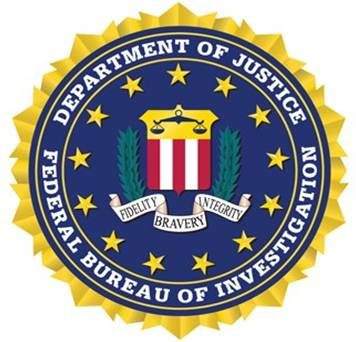 DEPARTMENT OF JUSTICE
FIDELITY
BRAVERY
INTEGRITY
FEDERAL BUREAU OF INVESTIGATION